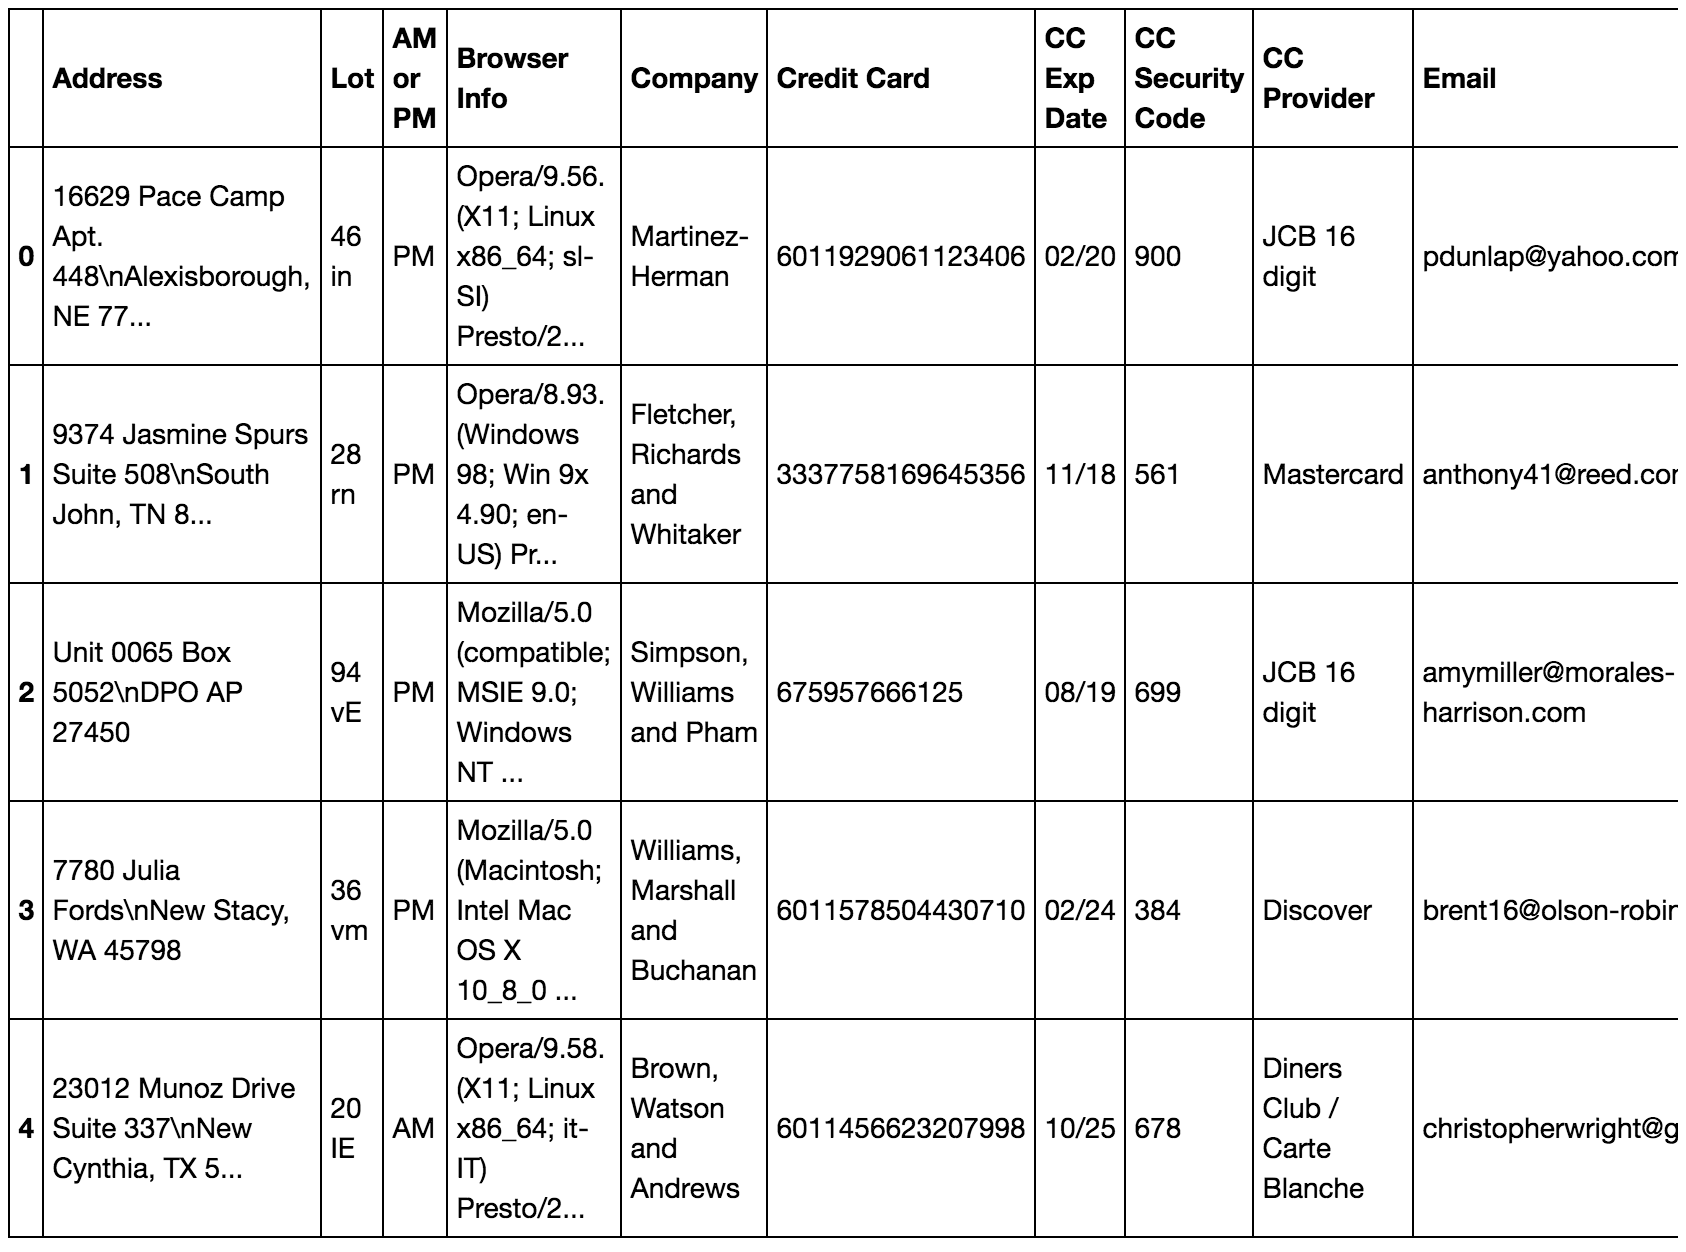 Address
Lot
AM
or
PM
Browser
Info
Company
Credit Card
CC
Exp
Date
CC
Security
Code
CC
Provider
Email
0
16629 Pace Camp
Apt.
448\nAlexisborough,
NE 77...
46
in
PM
Opera/9.56.
(X11; Linux
x86_64; sl-
SI)
Presto/2...
Martinez-
Herman
6011929061123406
02/20
900
JCB 16
digit
pdunlap@yahoo.com
1
9374 Jasmine Spurs
Suite 508\nSouth
John, TN 8...
28
rn
PM
Opera/8.93.
(Windows
98; Win 9x
4.90; en-
US) Pr...
Fletcher,
Richards
and
Whitaker
3337758169645356
11/18
561
Mastercard
anthony41@reed.com
2
Unit 0065 Box
5052\nDPO AP
27450
94
vE
PM
Mozilla/5.0
(compatible;
MSIE 9.0;
Windows
NT ...
Simpson,
Williams
and Pham
675957666125
08/19
699
JCB 16
digit
amymiller@morales-
harrison.com
3
7780 Julia
Fords\nNew Stacy,
WA 45798
36
vm
PM
Mozilla/5.0
(Macintosh;
Intel Mac
OS X
10_8_0 ...
Williams,
Marshall
and
Buchanan
6011578504430710
02/24
384
Discover
brent16@olson-robin
4
23012 Munoz Drive
Suite 337\nNew
Cynthia, TX 5...
20
IE
AM
Opera/9.58.
(X11; Linux
x86_64; it-
IT)
Presto/2...
Brown,
Watson
and
Andrews
6011456623207998
10/25
678
Diners
Club /
Carte
Blanche
christopherwright@g